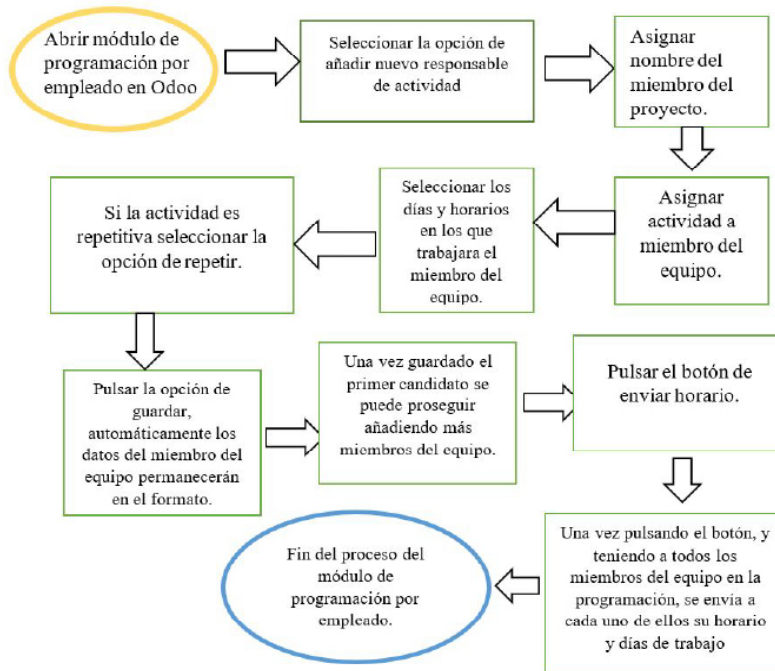 Abrir módulo de
programación por
empleado en Odoo
Seleccionar la opción de
añadir nuevo responsable
de actividad
Asignar
nombre del
miembro del
proyecto.
Asignar
actividad a
miembro del
equipo.
Seleccionar los
días y horarios
en los que
trabajara el
miembro del
equipo.
Si la actividad es
repetitiva seleccionar la
opción de repetir.
Pulsar la opción de
guardar,
automáticamente los
datos del miembro del
equipo permanecerán
en el formato.
Una vez guardado el
primer candidato se
puede proseguir
añadiendo más
miembros del equipo.
Pulsar el botón de
enviar horario.
Una vez pulsando el botón, y
teniendo a todos los
miembros del equipo en la
programación, se envía a
cada uno de ellos su horario
y días de trabajo
Fin del proceso del
módulo de
programación por
empleado.